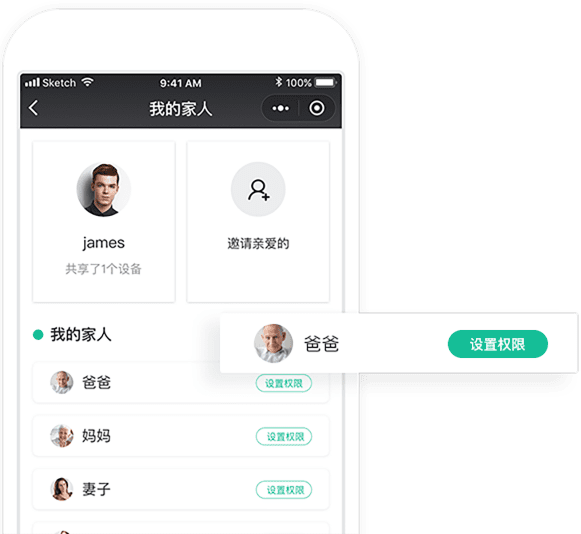 Sketch 9:41 AM 100%
我的家人
james
共享了1个设备
邀请亲爱的
我的家人
爸爸 设置权限
爸爸 设置权限
妈妈 设置权限
妻子 设置权限